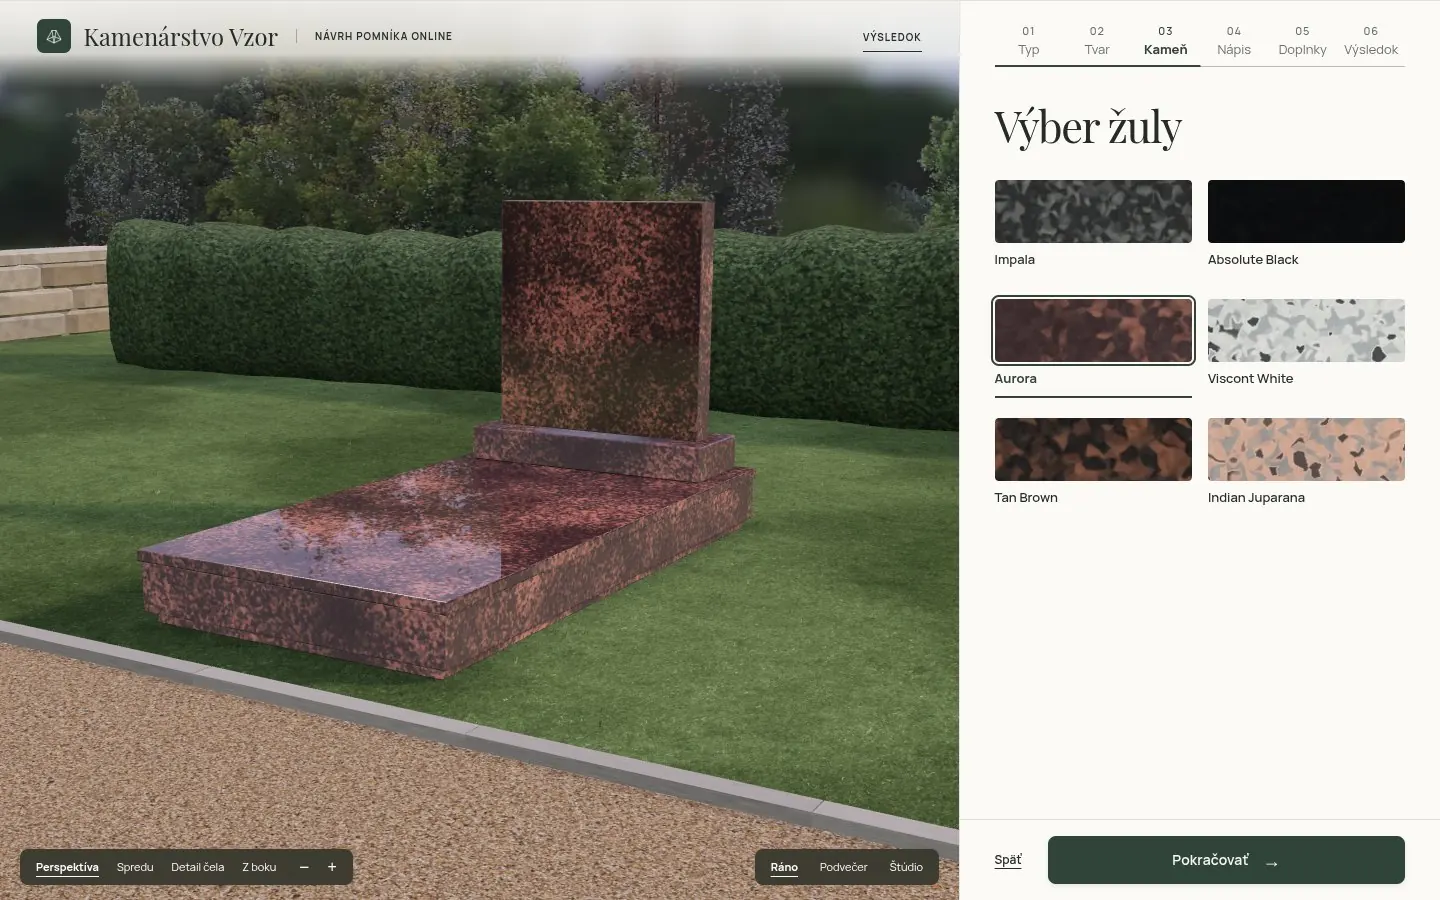 Kamenárstvo Vzor
NÁVRH POMNÍKA ONLINE
VÝSLEDOK
01 02 03 04 05 06
Typ Tvar Kameň Nápis Doplnky Výsledok
Výber žuly
Impala
Absolute Black
Aurora
Viscont White
Tan Brown
Indian Juparana
Perspektíva Spredu Detail čela Z boku − +
Ráno Podvečer Štúdio
Späť
Pokračovať →